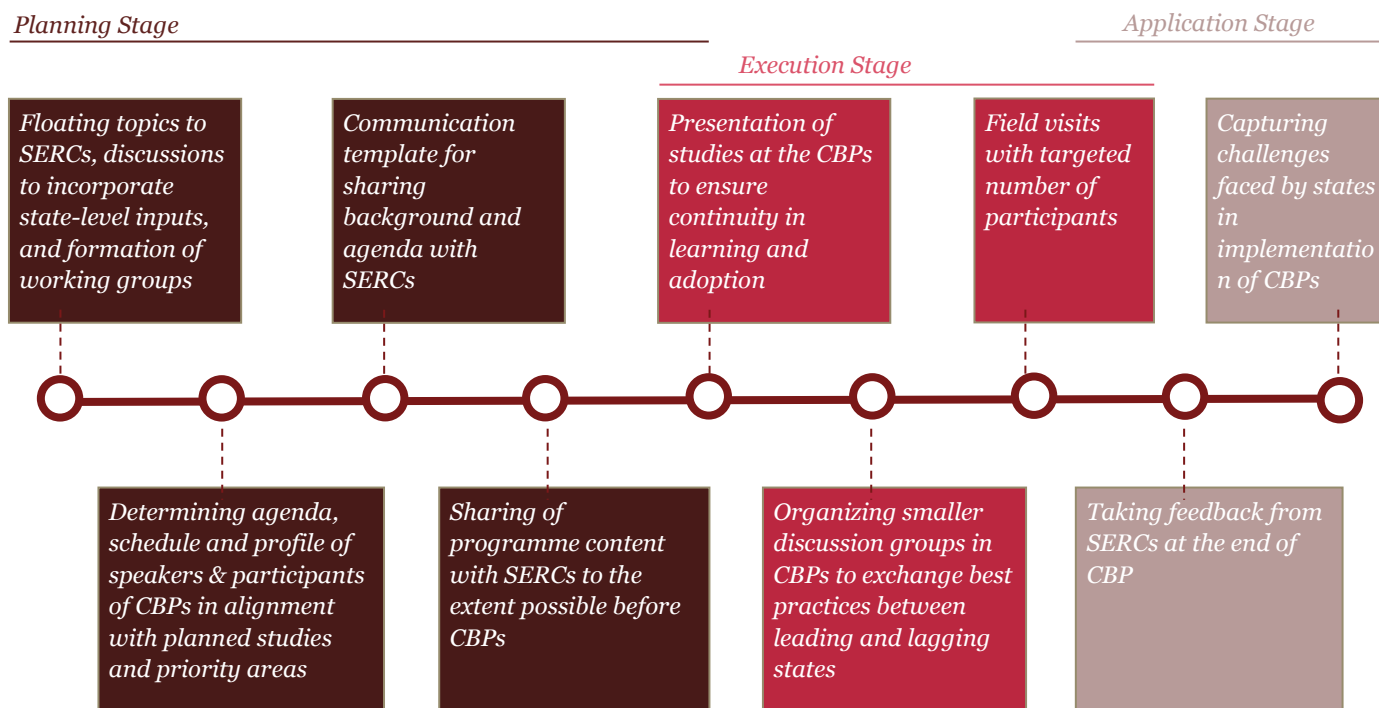 Planning Stage
Application Stage
Execution Stage
Floating topics to
SERCs, discussions
to incorporate
state-level inputs,
and formation of
working groups
Communication
template for
sharing
background and
agenda with
SERCs
Presentation of
studies at the CBPs
to ensure
continuity in
learning and
adoption
Field visits
with targeted
number of
participants
Capturing
challenges
faced by states
in
implementatio
n of CBPs
Determining agenda,
schedule and profile of
speakers & participants
of CBPs in alignment
with planned studies
and priority areas
Sharing of
programme content
with SERCs to the
extent possible before
CBPs
Organizing smaller
discussion groups in
CBPs to exchange best
practices between
leading and lagging
states
Taking feedback from
SERCs at the end of
CBP